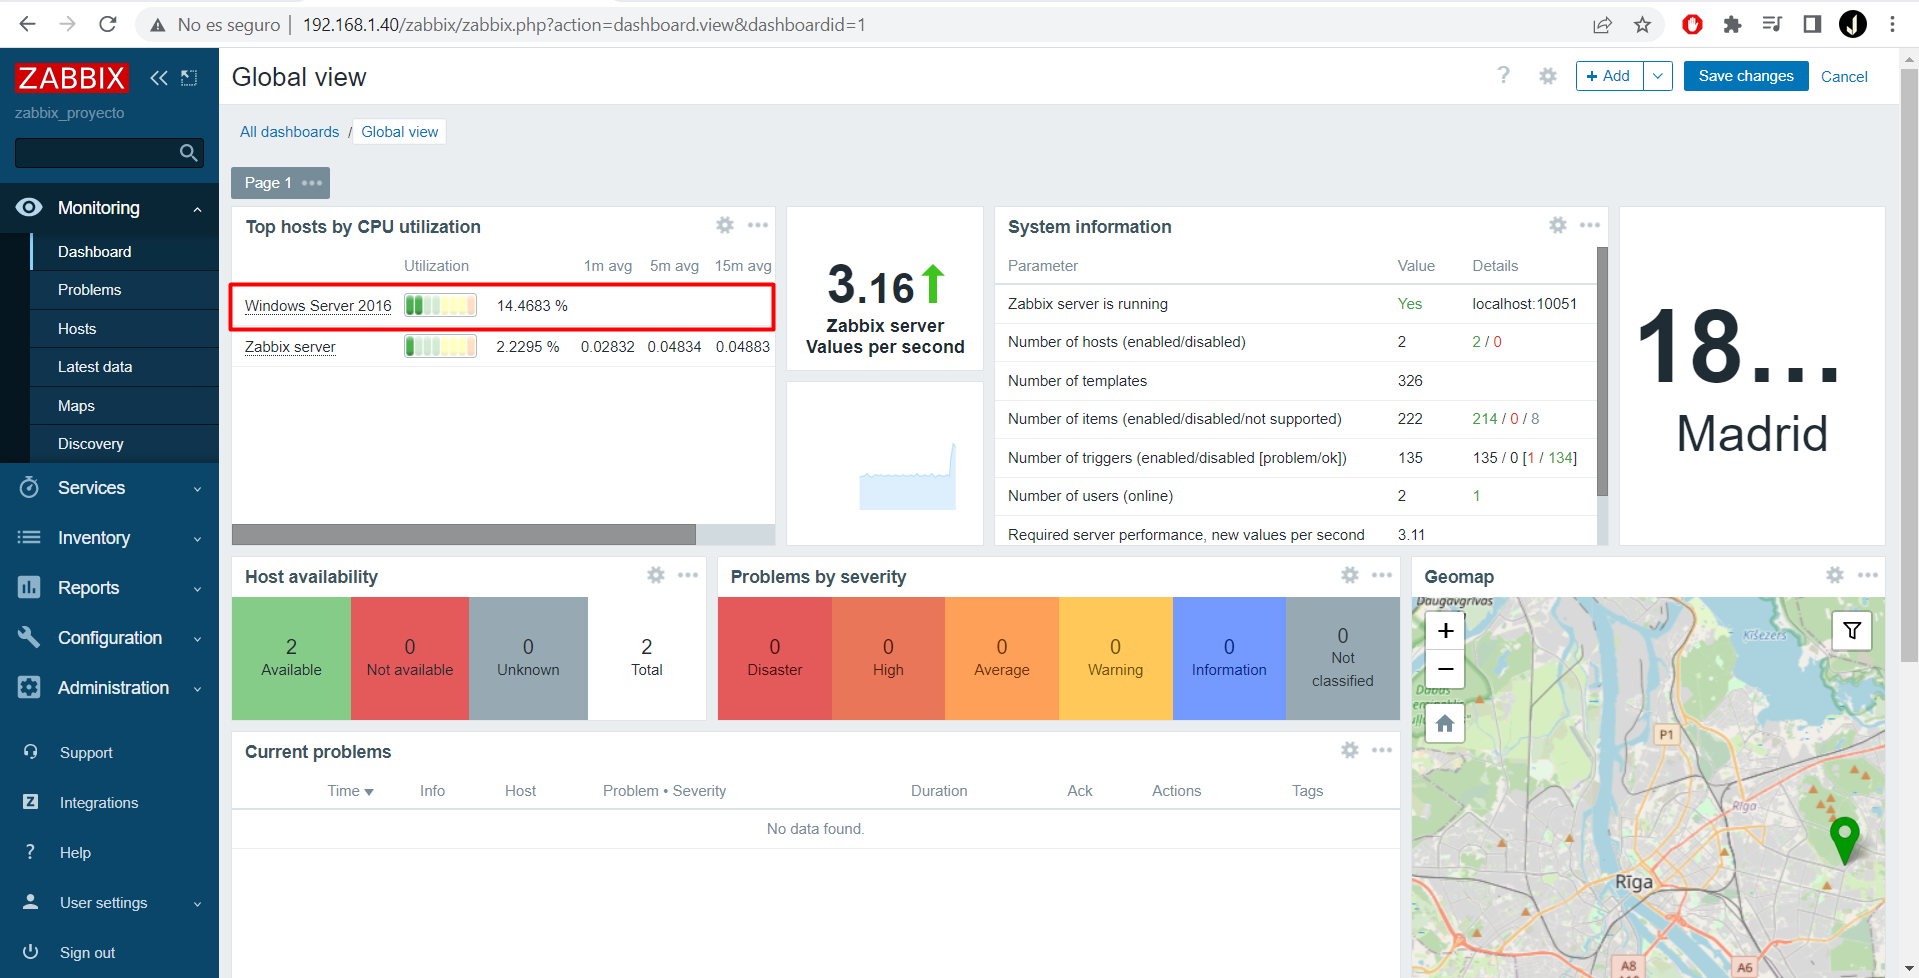 No es seguro | 192.168.1.40/zabbix/zabbix.php?action=dashboard.view&dashboardid=1
ZABBIX
zabbix_proyecto
Monitoring
Dashboard
Problems
Hosts
Latest data
Maps
Discovery
Services
Inventory
Reports
Configuration
Administration
Support
Z Integrations
? Help
User settings
Sign out
Global view
? + Add Save changes Cancel
All dashboards / Global view
Page 1
Top hosts by CPU utilization
Utilization 1m avg 5m avg 15m avg
Windows Server 2016 14.4683 %
Zabbix server 2.2295 % 0.02832 0.04834 0.04883
3.16
Zabbix server
Values per second
System information
Parameter Value Details
Zabbix server is running Yes localhost:10051
Number of hosts (enabled/disabled) 2 2 / 0
Number of templates 326
Number of items (enabled/disabled/not supported) 222 214 / 0 / 8
Number of triggers (enabled/disabled [problem/ok]) 135 135 / 0 [1 / 134]
Number of users (online) 2 1
Required server performance, new values per second 3.11
18...
Madrid
Host availability
2 Available
0 Not available
0 Unknown
2 Total
Problems by severity
0 Disaster
0 High
0 Average
0 Warning
0 Information
0 Not classified
Current problems
Time Info Host Problem • Severity Duration Ack Actions Tags
No data found.
Geomap
Daugavgrīvas
Ķīšezers
+
−
Dabas
P1
Rīga
Rīga
A8
A6